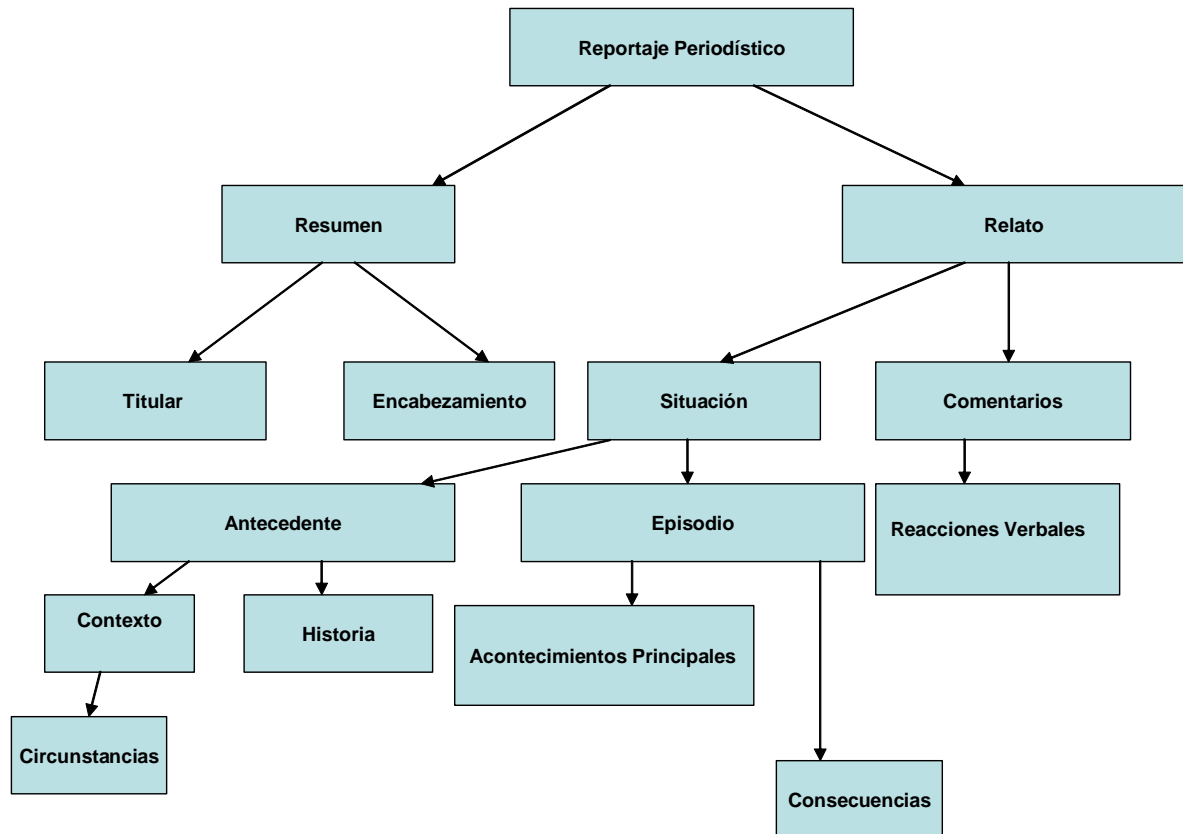 Reportaje Periodístico
Resumen
Relato
Titular
Encabezamiento
Situación
Comentarios
Antecedente
Episodio
Reacciones Verbales
Contexto
Historia
Acontecimientos Principales
Circunstancias
Consecuencias